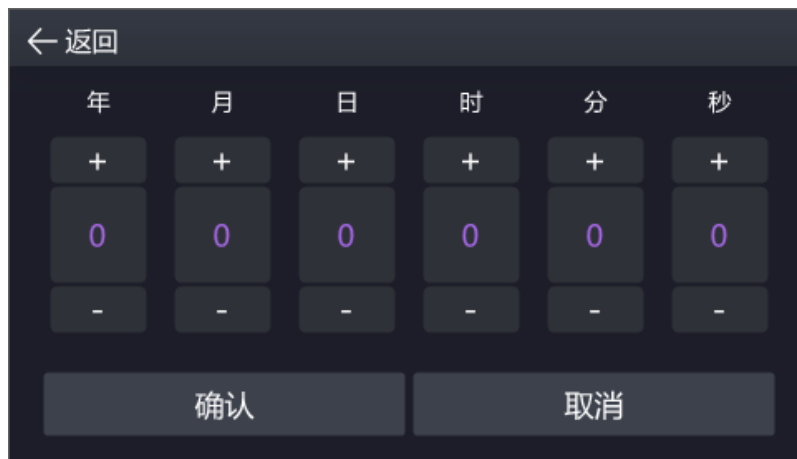 ← 返回
年 月 日 时 分 秒
+ + + + + +
0 0 0 0 0 0
- - - - - -
确认 取消